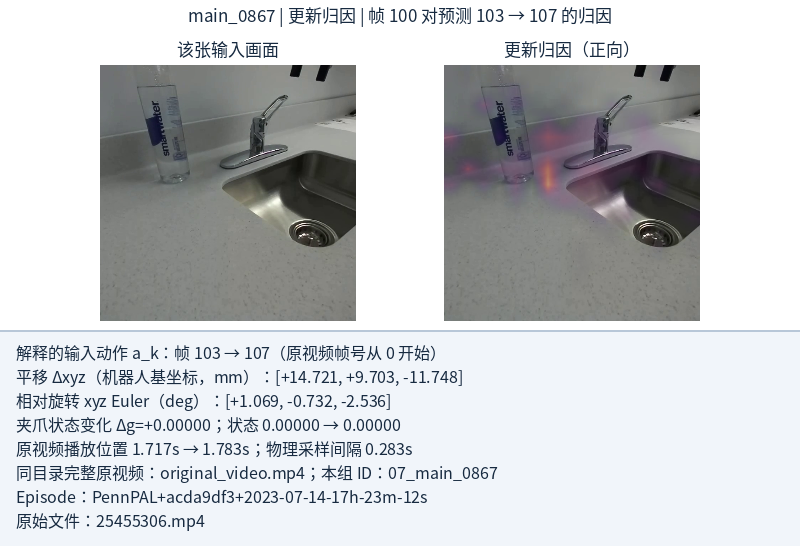 main_0867 | 更新归因 | 帧 100 对预测 103 → 107 的归因
该张输入画面
更新归因（正向）
smartwater
smartwater
解释的输入动作 a_k：帧 103 → 107（原视频帧号从 0 开始）
平移 Δxyz（机器人基坐标，mm）：[+14.721, +9.703, -11.748]
相对旋转 xyz Euler（deg）：[+1.069, -0.732, -2.536]
夹爪状态变化 Δg=+0.00000；状态 0.00000 → 0.00000
原视频播放位置 1.717s → 1.783s；物理采样间隔 0.283s
同目录完整原视频：original_video.mp4；本组 ID：07_main_0867
Episode：PennPAL+acda9df3+2023-07-14-17h-23m-12s
原始文件：25455306.mp4